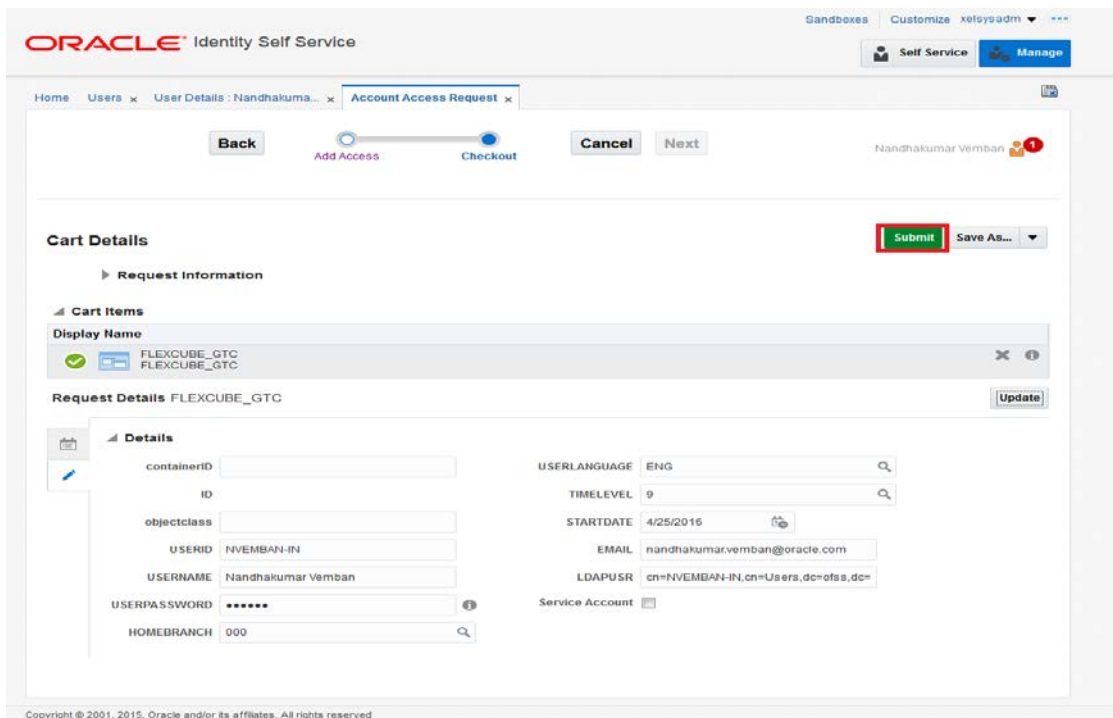 Sandboxes Customize xelsysadm
ORACLE Identity Self Service
Self Service Manage
Home Users x User Details : Nandhakuma... x Account Access Request x
Back Add Access Checkout Cancel Next Nandhakumar Vemban 1
Cart Details Submit Save As...
Request Information
Cart Items
Display Name
FLEXCUBE_GTC
FLEXCUBE_GTC
Request Details FLEXCUBE_GTC Update
Details
containerID USERLANGUAGE ENG
ID TIMELEVEL 9
objectclass STARTDATE 4/25/2016
USERID NVEMBAN-IN EMAIL nandhakumar.vemban@oracle.com
USERNAME Nandhakumar Vemban LDAPUSR cn=NVEMBAN-IN,cn=Users,dc=ofss,dc=
USERPASSWORD •••••• Service Account
HOMEBRANCH 000
Copyright © 2001, 2015, Oracle and/or its affiliates. All rights reserved